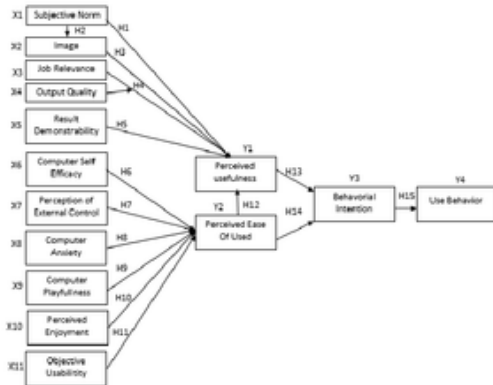 X1
Subjective Norm
H1
H2
X2
Image
H3
X3
Job Relevance
H4
X4
Output Quality
X5
Result
Demonstrability
H5
Y1
Perceived
usefulness
H13
X6
Computer Self
Efficacy
H6
Y2
H12
Y3
Y4
X7
Perception of
External Control
H7
Perceived Ease
Of Used
H14
Behavorial
Intention
H15
Use Behavior
X8
Computer
Anxiety
H8
X9
Computer
Playfullness
H9
H10
X10
Perceived
Enjoyment
H11
X11
Objective
Usabilitity